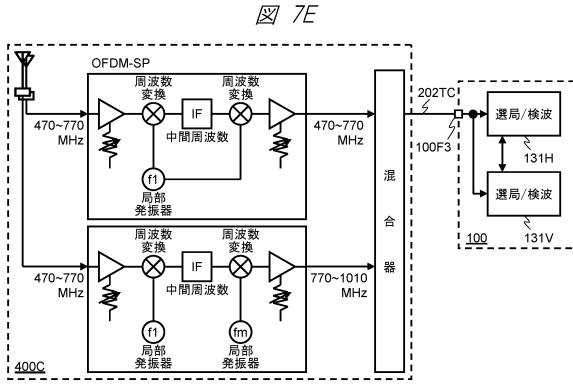 図 7E
OFDM-SP
周波数
変換
IF
中間周波数
周波数
変換
470~770
MHz
f1
局部
発振器
470~770
MHz
混
合
器
202TC
100F3
選局/検波
131H
選局/検波
131V
100
周波数
変換
IF
中間周波数
周波数
変換
470~770
MHz
f1
局部
発振器
fm
局部
発振器
770~1010
MHz
400C